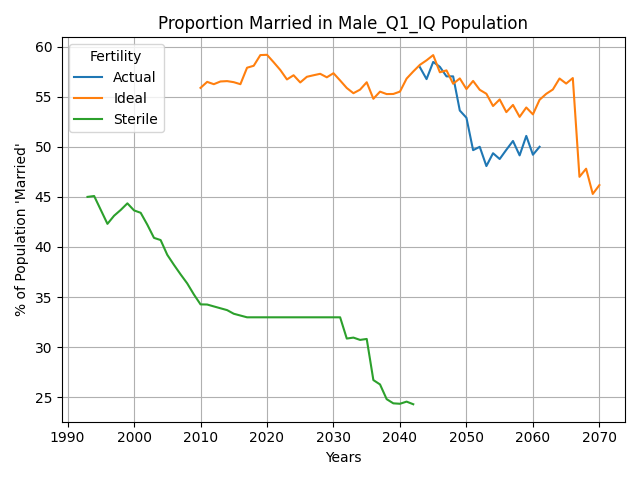 Proportion Married in Male_Q1_IQ Population
% of Population 'Married'
60
55
50
45
40
35
30
25
Fertility
Actual
Ideal
Sterile
1990 2000 2010 2020 2030 2040 2050 2060 2070
Years